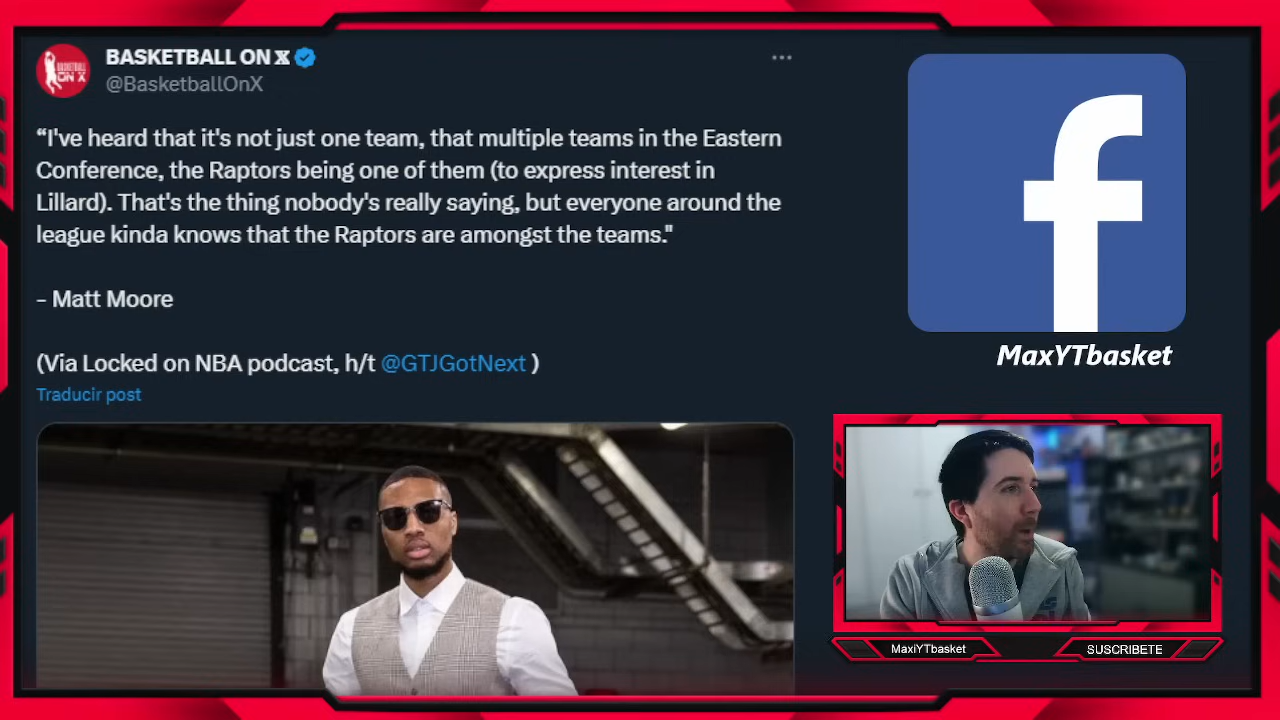 BASKETBALL ON X
@BasketballOnX
“I've heard that it's not just one team, that multiple teams in the Eastern
Conference, the Raptors being one of them (to express interest in
Lillard). That's the thing nobody's really saying, but everyone around the
league kinda knows that the Raptors are amongst the teams."
- Matt Moore
(Via Locked on NBA podcast, h/t @GTJGotNext )
Traducir post
MaxYTbasket
MaxiYTbasket
SUSCRIBETE